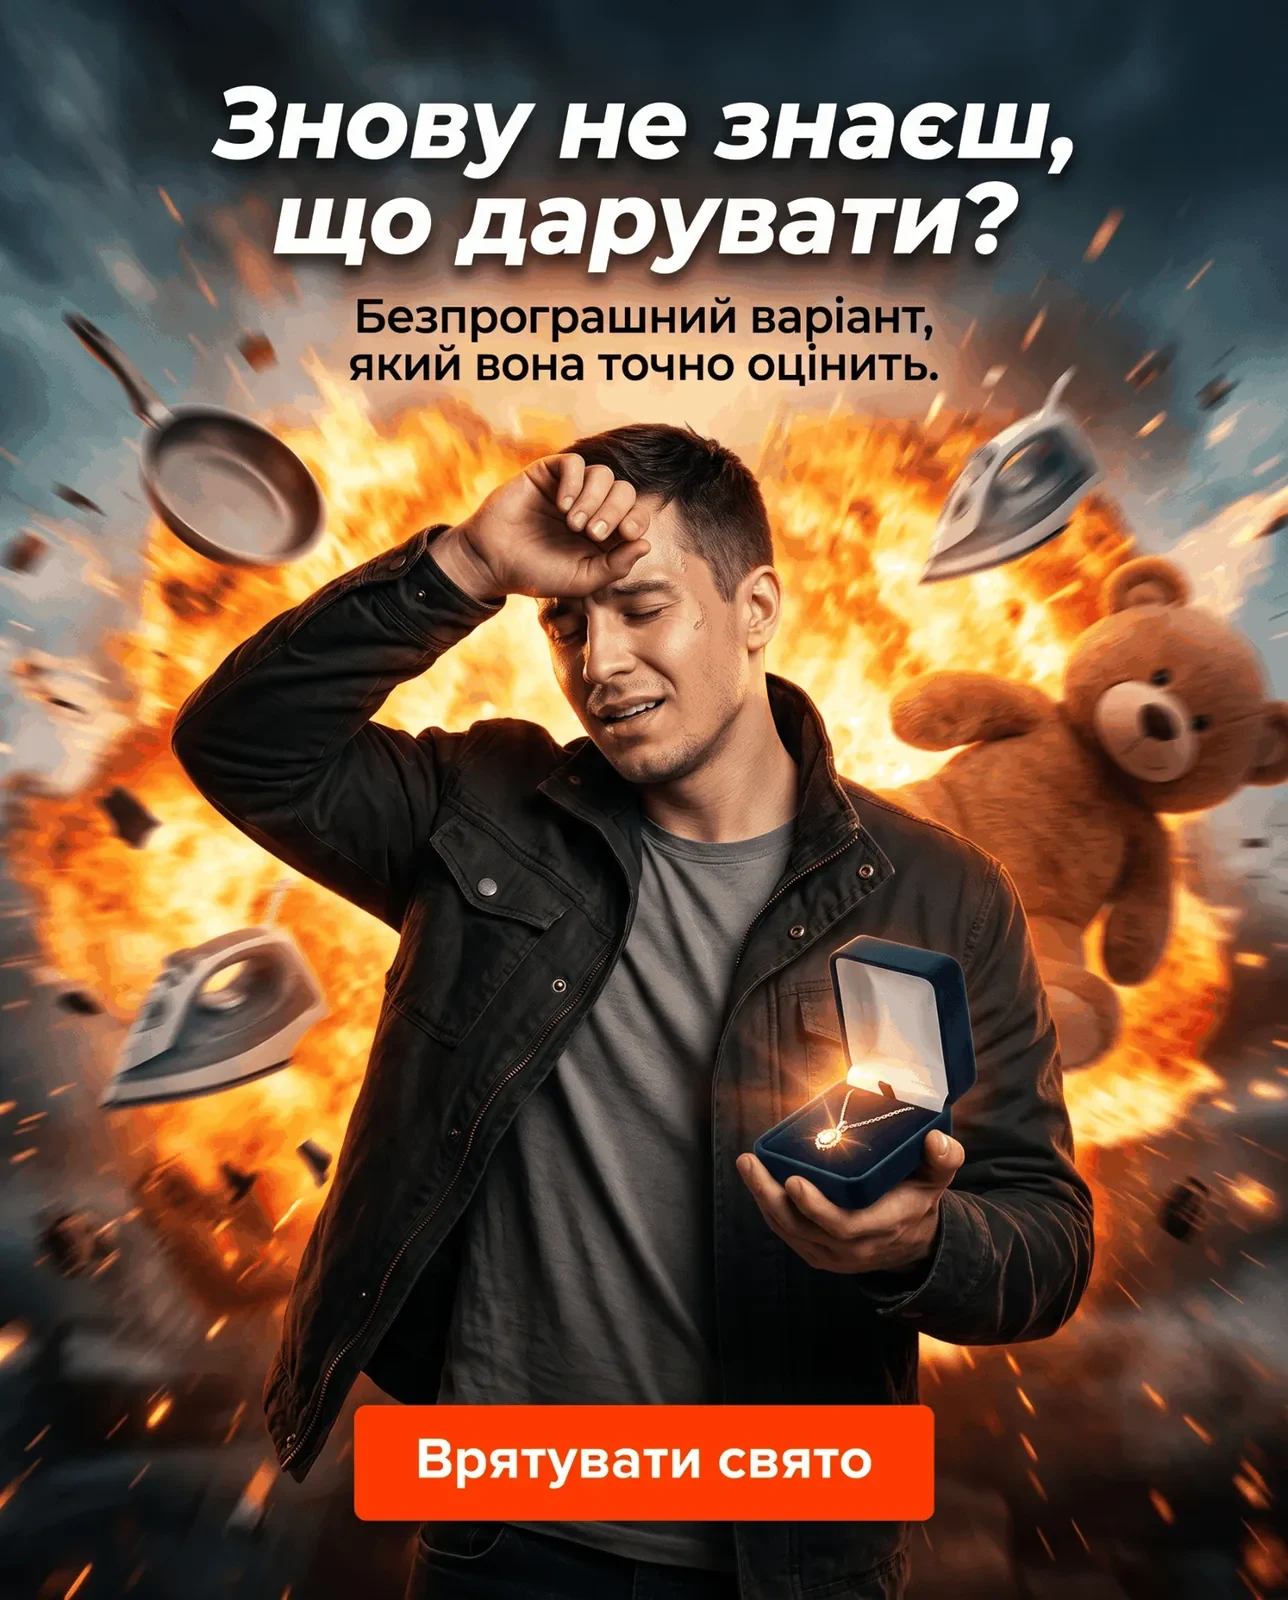 Знову не знаєш,
що дарувати?
Безпрограшний варіант,
який вона точно оцінить.
Врятувати свято